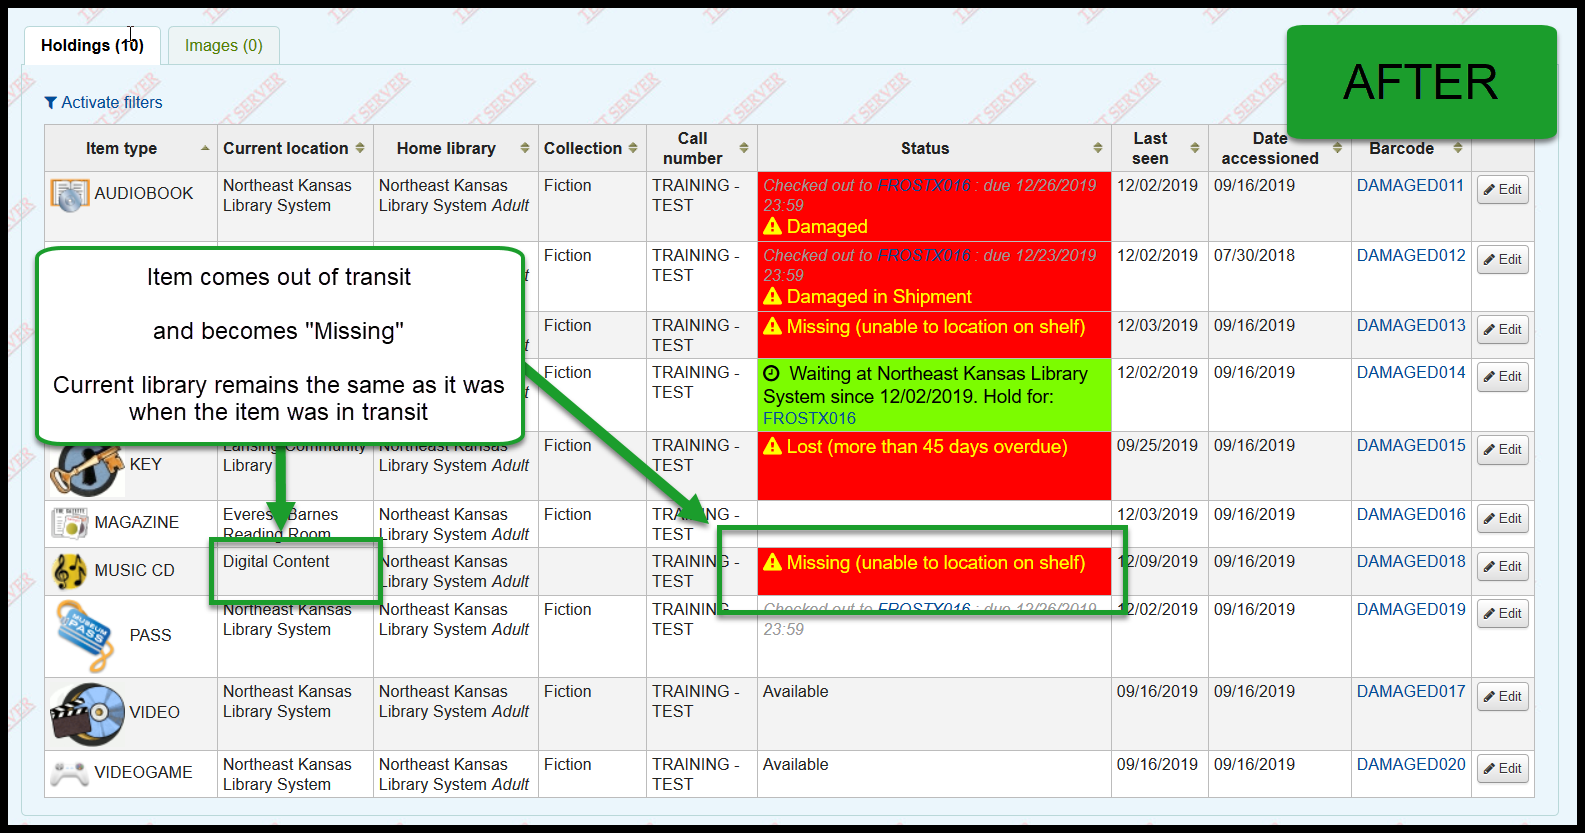 Holdings (10)
Images (0)
AFTER
Activate filters
Item type
Current location
Home library
Collection
Call number
Status
Last seen
Date accessioned
Barcode
AUDIOBOOK
Northeast Kansas Library System
Northeast Kansas Library System Adult
Fiction
TRAINING - TEST
Checked out to FROSTX016 : due 12/26/2019 23:59
Damaged
12/02/2019
09/16/2019
DAMAGED011
Edit
Item comes out of transit
and becomes "Missing"
Current library remains the same as it was
when the item was in transit
Fiction
TRAINING - TEST
Checked out to FROSTX016 : due 12/23/2019 23:59
Damaged in Shipment
12/02/2019
07/30/2018
DAMAGED012
Edit
Fiction
TRAINING - TEST
Missing (unable to location on shelf)
12/03/2019
09/16/2019
DAMAGED013
Edit
Fiction
TRAINING - TEST
Waiting at Northeast Kansas Library
System since 12/02/2019. Hold for:
FROSTX016
12/02/2019
09/16/2019
DAMAGED014
Edit
KEY
Lansing Community Library
Northeast Kansas Library System Adult
Fiction
TRAINING - TEST
Lost (more than 45 days overdue)
09/25/2019
09/16/2019
DAMAGED015
Edit
MAGAZINE
Everest Barnes Reading Room
Northeast Kansas Library System Adult
Fiction
TRAINING - TEST
12/03/2019
09/16/2019
DAMAGED016
Edit
MUSIC CD
Digital Content
Northeast Kansas Library System Adult
TRAINING - TEST
Missing (unable to location on shelf)
12/09/2019
09/16/2019
DAMAGED018
Edit
MUSEUM PASS
PASS
Northeast Kansas Library System
Northeast Kansas Library System Adult
Fiction
TRAINING - TEST
Checked out to FROSTX016 : due 12/26/2019 23:59
12/02/2019
09/16/2019
DAMAGED019
Edit
VIDEO
Northeast Kansas Library System
Northeast Kansas Library System Adult
Fiction
TRAINING - TEST
Available
09/16/2019
09/16/2019
DAMAGED017
Edit
VIDEOGAME
Northeast Kansas Library System
Northeast Kansas Library System Adult
Fiction
TRAINING - TEST
Available
09/16/2019
09/16/2019
DAMAGED020
Edit